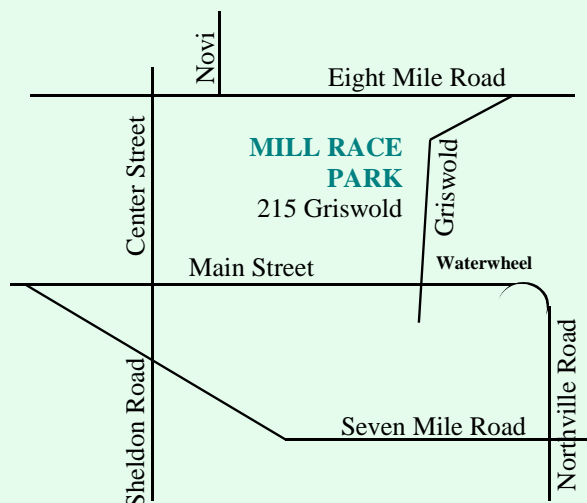 Novi
Eight Mile Road
Center Street
MILL RACE
PARK
215 Griswold
Griswold
Main Street
Waterwheel
Sheldon Road
Seven Mile Road
Northville Road